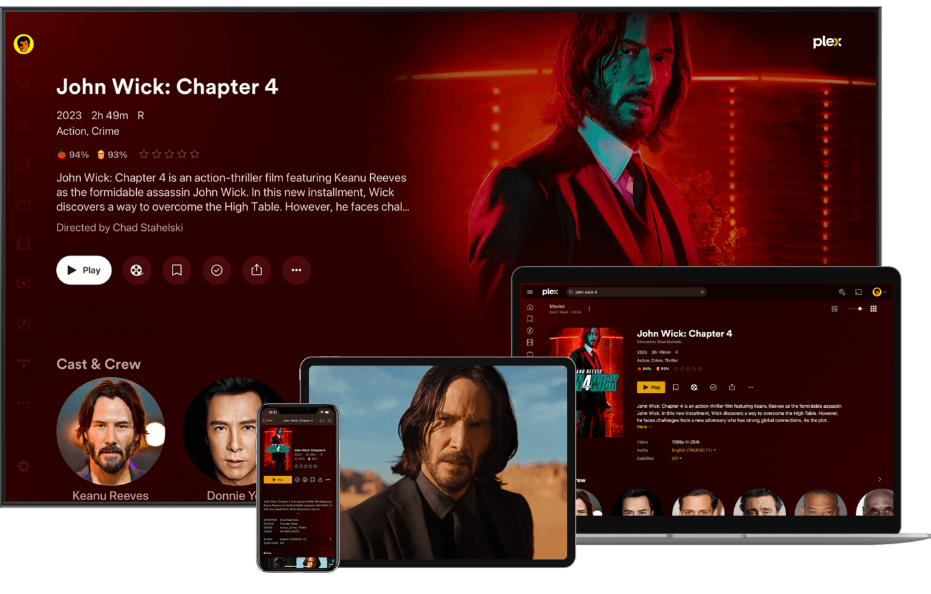 plex
John Wick: Chapter 4
2023 2h 49m R
Action, Crime
94% 93%
John Wick: Chapter 4 is an action-thriller film featuring Keanu Reeves
as the formidable assassin John Wick. In this new installment, Wick
discovers a way to overcome the High Table. However, he faces chal...
Directed by Chad Stahelski
Play
Cast & Crew
Keanu Reeves
Donnie Y
plex
john wick 4
Movies
John Wick: Chapter 4
Directed by Chad Stahelski
2023 2hr 49min R
Action, Crime, Thriller
94% 93%
Play
John Wick: Chapter 4 is an action-thriller film featuring Keanu Reeves as the formidable assassin
John Wick. In this new installment, Wick discovers a way to overcome the High Table. However,
he faces challenges from a new adversary who has strong global connections. As the plot...
More
Video 1080p (H.264)
Audio English (TRUEHD 7.1)
Subtitles Off
rew
John Wick: Chapter 4
John Wick: Chapter 4
Play
Extras